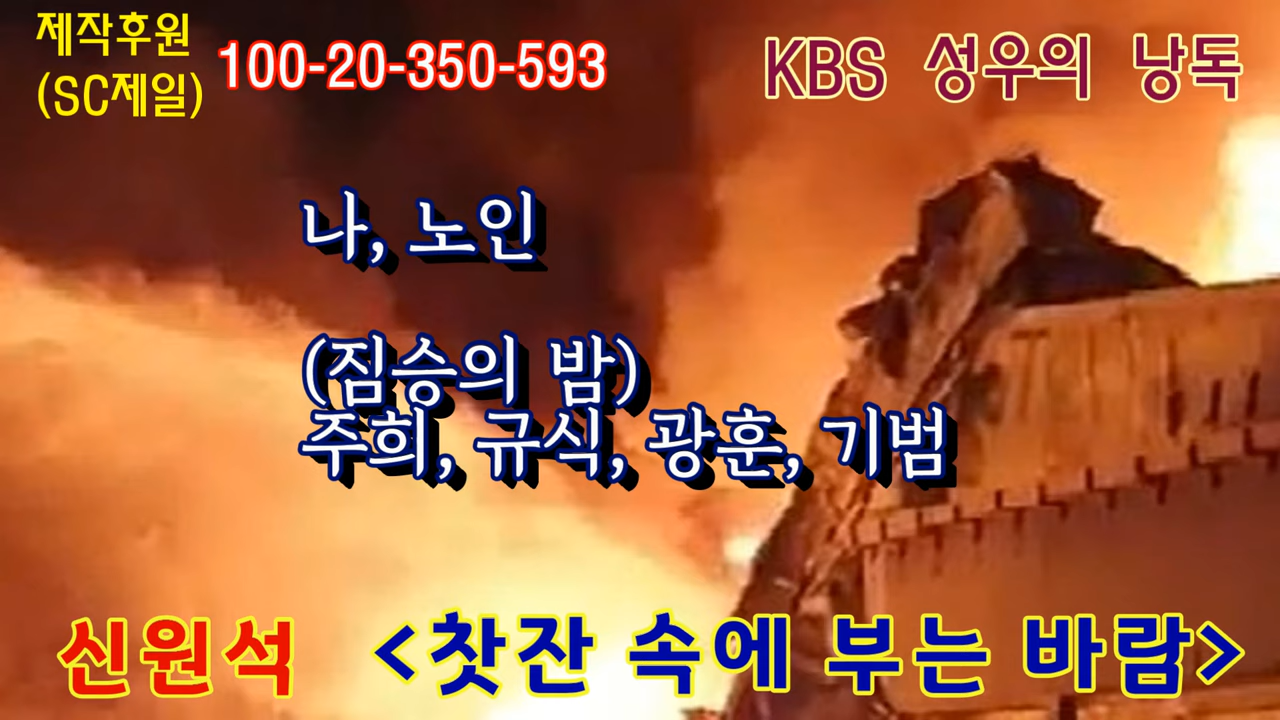 제작후원
(SC제일) 100-20-350-593
KBS 성우의 낭독
나, 노인
(짐승의 밤)
주희, 규식, 광훈, 기범
신원석 <찻잔 속에 부는 바람>